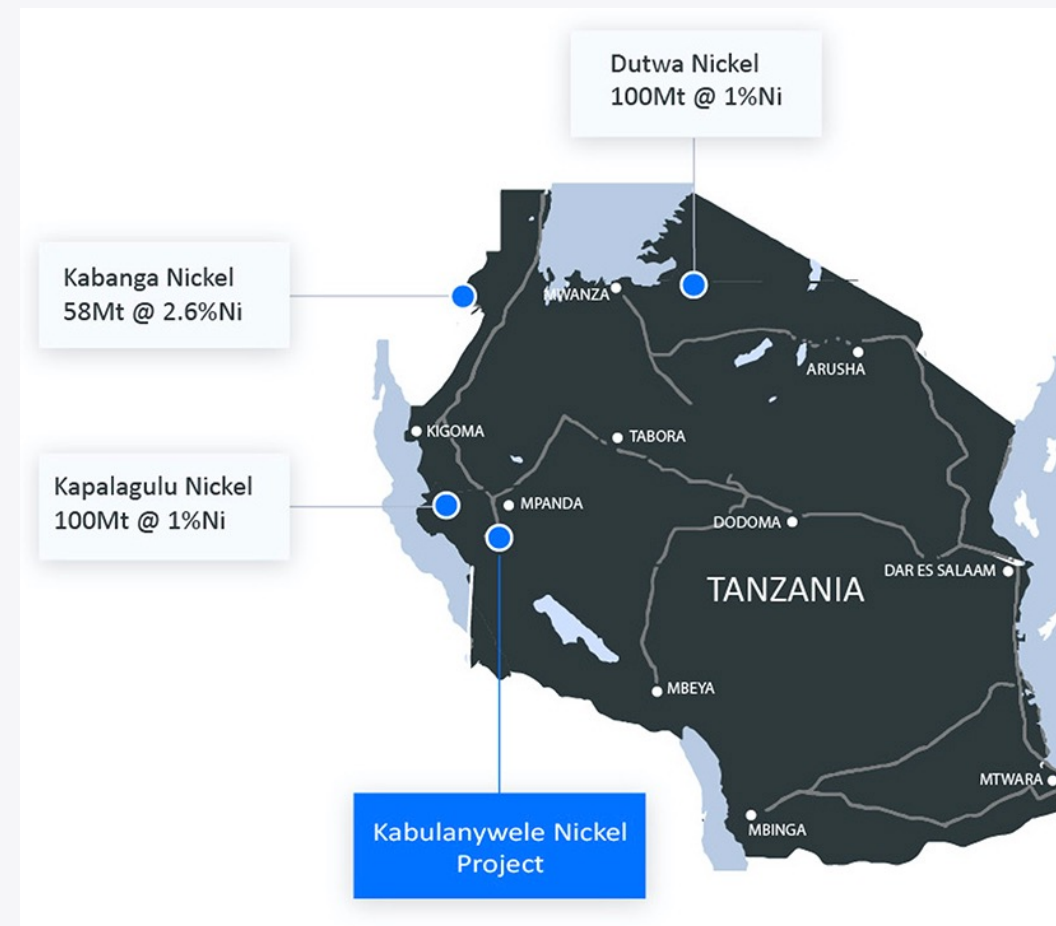 Dutwa Nickel
100Mt @ 1%Ni
Kabanga Nickel
58Mt @ 2.6%Ni
MWANZA
ARUSHA
KIGOMA
TABORA
Kapalagulu Nickel
100Mt @ 1%Ni
MPANDA
DODOMA
DAR ES SALAAM
TANZANIA
MBEYA
MTWARA
MBINGA
Kabulanywele Nickel
Project